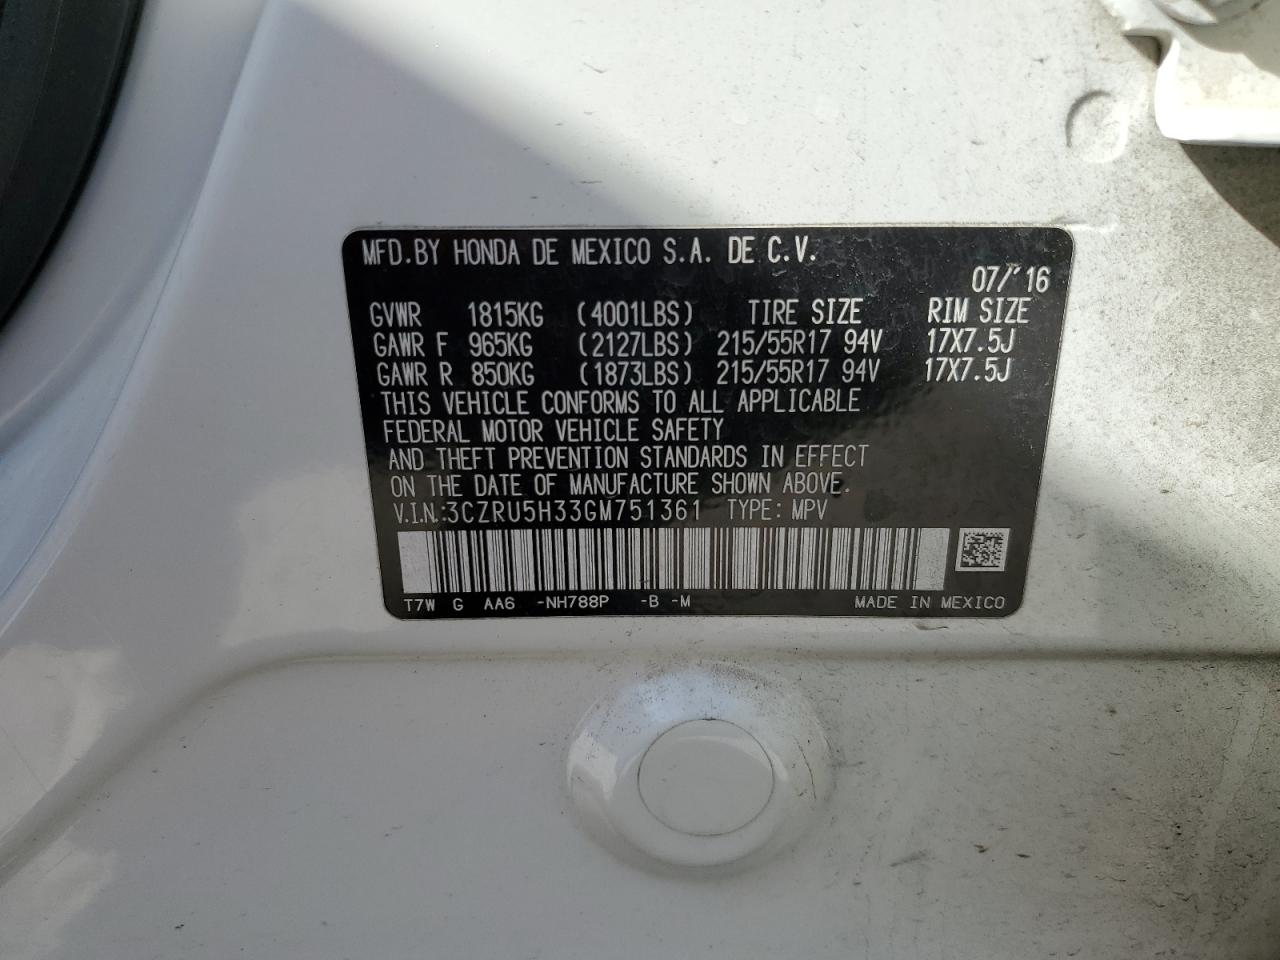 MFD.BY HONDA DE MEXICO S.A. DE C.V.
07/'16
GVWR 1815KG (4001LBS) TIRE SIZE RIM SIZE
GAWR F 965KG (2127LBS) 215/55R17 94V 17X7.5J
GAWR R 850KG (1873LBS) 215/55R17 94V 17X7.5J
THIS VEHICLE CONFORMS TO ALL APPLICABLE
FEDERAL MOTOR VEHICLE SAFETY
AND THEFT PREVENTION STANDARDS IN EFFECT
ON THE DATE OF MANUFACTURE SHOWN ABOVE.
V.I.N.:3CZRU5H33GM751361 TYPE: MPV
T7W G AA6 -NH788P -B -M MADE IN MEXICO